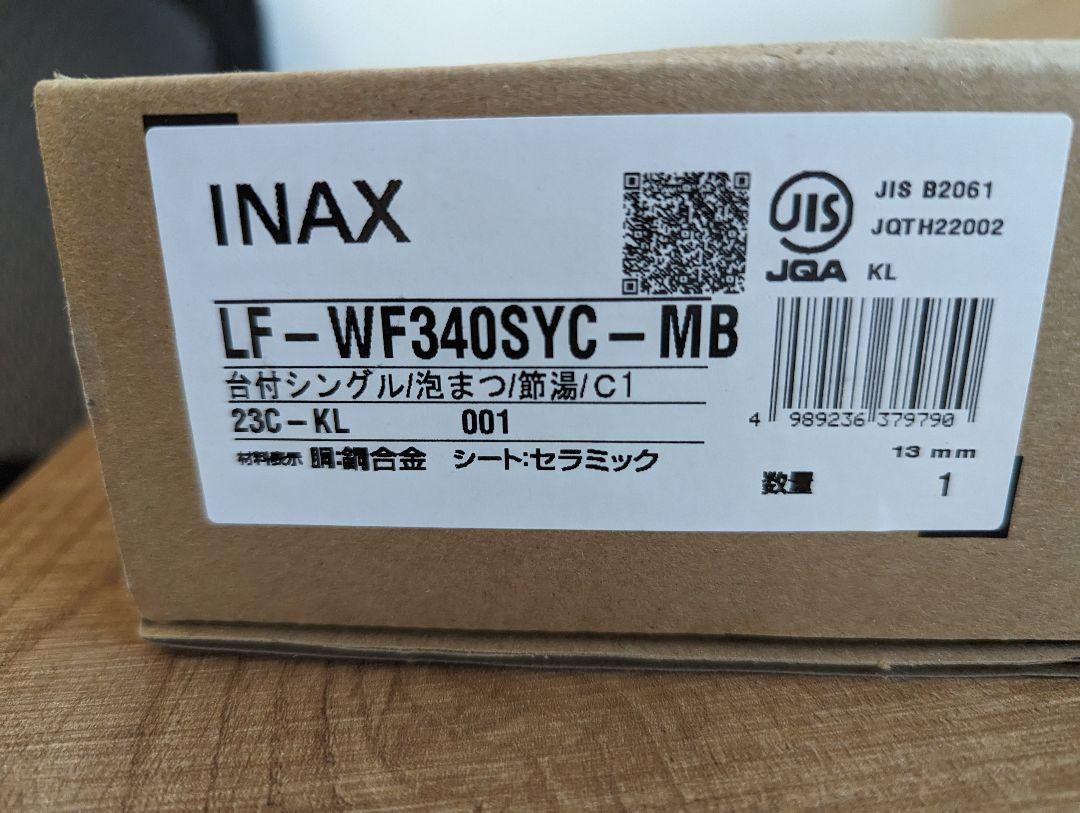 INAX
JIS
JQA
JIS B2061
JQTH22002
KL
LF-WF340SYC-MB
台付シングル/泡まつ/節湯/C1
23C-KL 001
材料表示 胴:銅合金 シート:セラミック
4 989236 379790
13 mm
数量 1